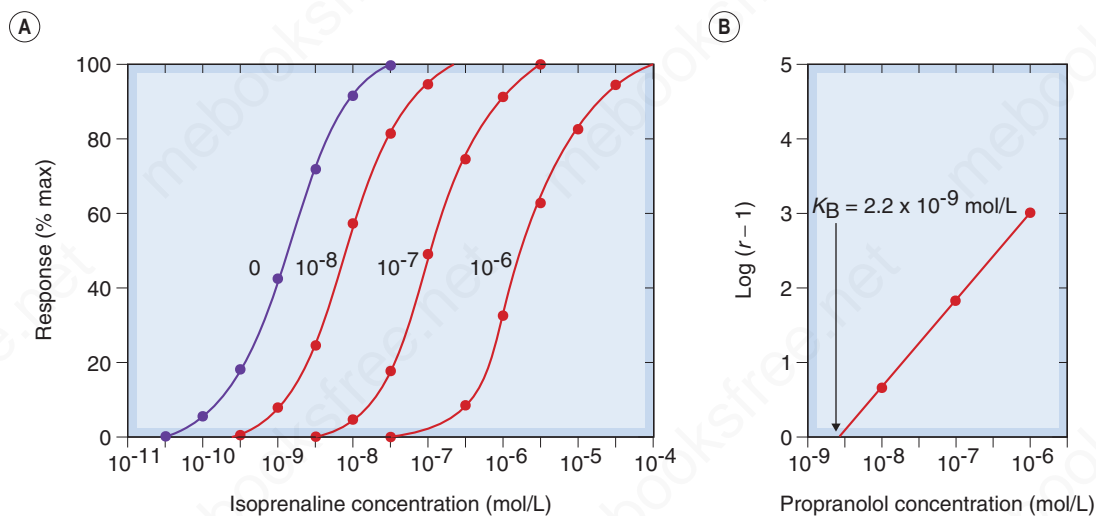 A
100
80
60
40
20
0
Response (% max)
0
10⁻⁸
10⁻⁷
10⁻⁶
10⁻¹¹ 10⁻¹⁰ 10⁻⁹ 10⁻⁸ 10⁻⁷ 10⁻⁶ 10⁻⁵ 10⁻⁴
Isoprenaline concentration (mol/L)
B
5
4
3
2
1
0
Log (r – 1)
K_B = 2.2 x 10⁻⁹ mol/L
10⁻⁹ 10⁻⁸ 10⁻⁷ 10⁻⁶
Propranolol concentration (mol/L)
mebooksfree.net
mebooksfree.net